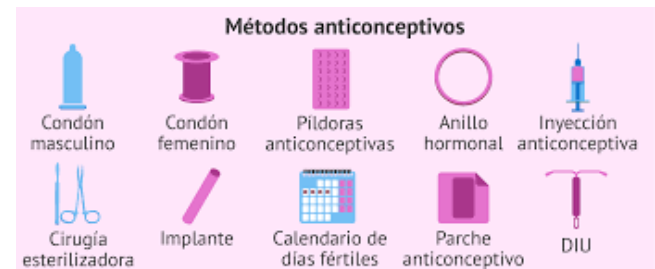 Métodos anticonceptivos
Condón
masculino
Condón
femenino
Píldoras
anticonceptivas
Anillo
hormonal
Inyección
anticonceptiva
Cirugía
esterilizadora
Implante
Calendario de
días fértiles
Parche
anticonceptivo
DIU